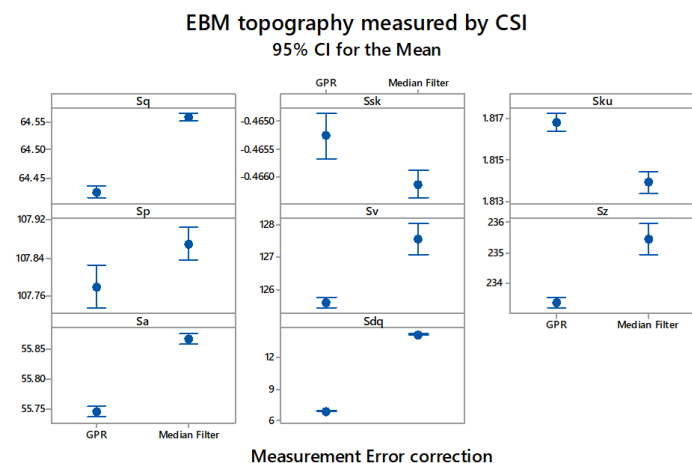 EBM topography measured by CSI
95% CI for the Mean
GPR Median Filter
Sq Ssk Sku
64.55
64.50
64.45
-0.4650
-0.4655
-0.4660
1.817
1.815
1.813
Sp Sv Sz
107.92
107.84
107.76
128
127
126
236
235
234
Sa Sdq
GPR Median Filter
55.85
55.80
55.75
12
9
6
GPR Median Filter
Measurement Error correction